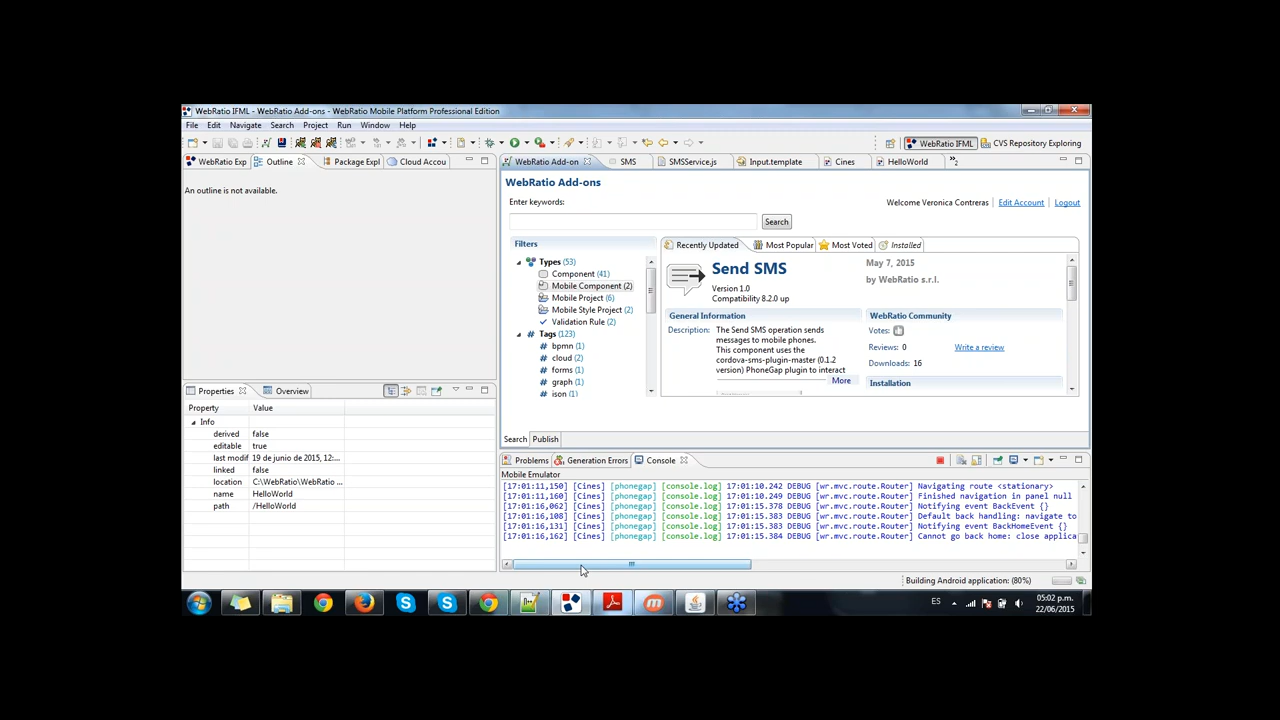 WebRatio IFML - WebRatio Add-ons - WebRatio Mobile Platform Professional Edition
File Edit Navigate Search Project Run Window Help
WebRatio IFML CVS Repository Exploring
WebRatio Exp Outline Package Expl Cloud Accou
An outline is not available.
WebRatio Add-on SMS SMSService.js Input.template Cines HelloWorld
WebRatio Add-ons
Enter keywords:
Welcome Veronica Contreras Edit Account Logout
Search
Filters
Types (53)
Component (41)
Mobile Component (2)
Mobile Project (6)
Mobile Style Project (2)
Validation Rule (2)
Tags (123)
bpmn (1)
cloud (2)
forms (1)
graph (1)
json (1)
Recently Updated Most Popular Most Voted Installed
Send SMS
Version 1.0
Compatibility 8.2.0 up
May 7, 2015
by WebRatio s.r.l.
General Information
Description: The Send SMS operation sends
messages to mobile phones.
This component uses the
cordova-sms-plugin-master (0.1.2
version) PhoneGap plugin to interact
More
WebRatio Community
Votes:
Reviews: 0 Write a review
Downloads: 16
Installation
Search Publish
Properties Overview
Property Value
Info
derived false
editable true
last modif 19 de junio de 2015, 12:...
linked false
location C:\WebRatio\WebRatio ...
name HelloWorld
path /HelloWorld
Problems Generation Errors Console
Mobile Emulator
[17:01:11,150] [Cines] [phonegap] [console.log] 17:01:10.242 DEBUG [wr.mvc.route.Router] Navigating route <stationary>
[17:01:11,160] [Cines] [phonegap] [console.log] 17:01:10.249 DEBUG [wr.mvc.route.Router] Finished navigation in panel null
[17:01:16,062] [Cines] [phonegap] [console.log] 17:01:15.378 DEBUG [wr.mvc.route.Router] Notifying event BackEvent {}
[17:01:16,108] [Cines] [phonegap] [console.log] 17:01:15.383 DEBUG [wr.mvc.route.Router] Default back handling: navigate to
[17:01:16,131] [Cines] [phonegap] [console.log] 17:01:15.383 DEBUG [wr.mvc.route.Router] Notifying event BackHomeEvent {}
[17:01:16,162] [Cines] [phonegap] [console.log] 17:01:15.384 DEBUG [wr.mvc.route.Router] Cannot go back home: close applica
Building Android application: (80%)
ES
05:02 p.m.
22/06/2015